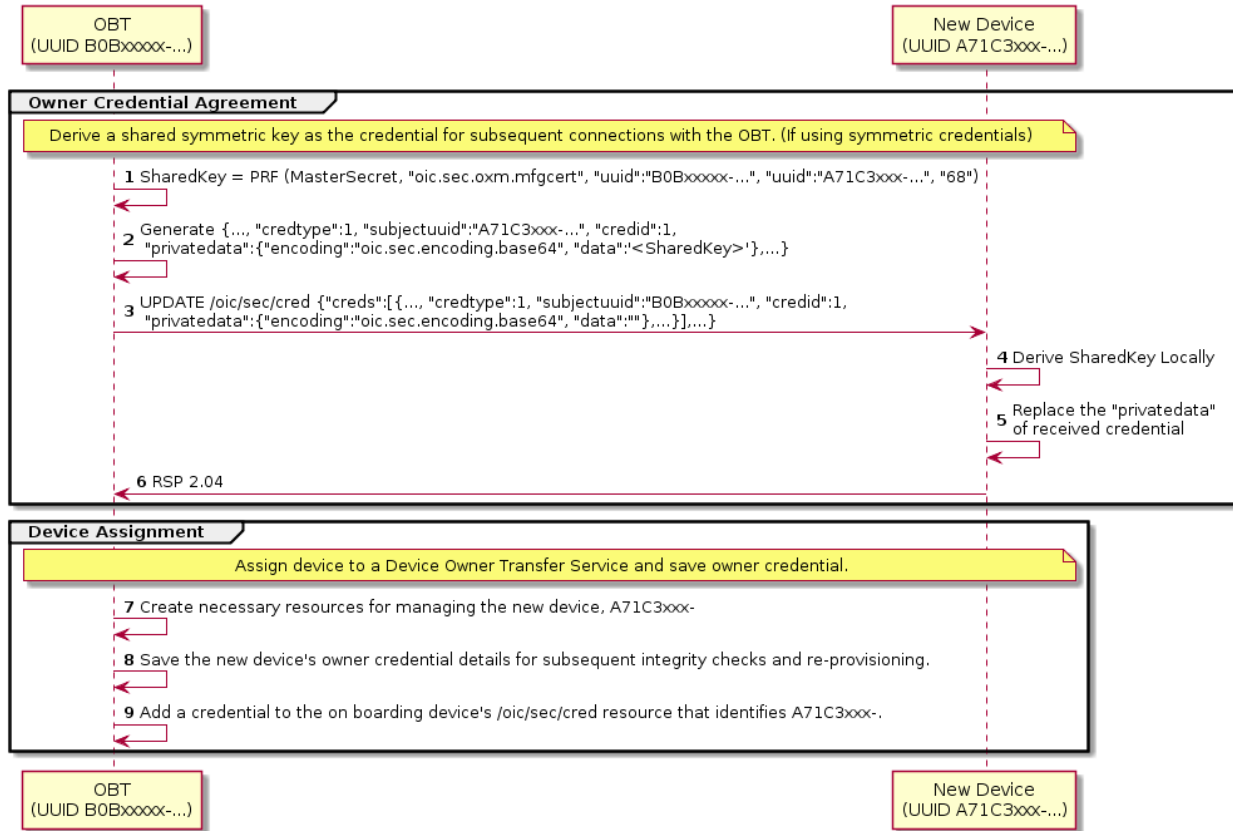 OBT
(UUID B0Bxxxxx-...)
New Device
(UUID A71C3xxx-...)
Owner Credential Agreement
Derive a shared symmetric key as the credential for subsequent connections with the OBT. (If using symmetric credentials)
1 SharedKey = PRF (MasterSecret, "oic.sec.oxm.mfgcert", "uuid":"B0Bxxxxx-...", "uuid":"A71C3xxx-...", "68")
2 Generate {..., "credtype":1, "subjectuuid":"A71C3xxx-...", "credid":1,
"privatedata":{"encoding":"oic.sec.encoding.base64", "data":'<SharedKey>'},...}
3 UPDATE /oic/sec/cred {"creds":[{..., "credtype":1, "subjectuuid":"B0Bxxxxx-...", "credid":1,
"privatedata":{"encoding":"oic.sec.encoding.base64", "data":""},...}],...}
4 Derive SharedKey Locally
5 Replace the "privatedata"
of received credential
6 RSP 2.04
Device Assignment
Assign device to a Device Owner Transfer Service and save owner credential.
7 Create necessary resources for managing the new device, A71C3xxx-
8 Save the new device's owner credential details for subsequent integrity checks and re-provisioning.
9 Add a credential to the on boarding device's /oic/sec/cred resource that identifies A71C3xxx-.
OBT
(UUID B0Bxxxxx-...)
New Device
(UUID A71C3xxx-...)